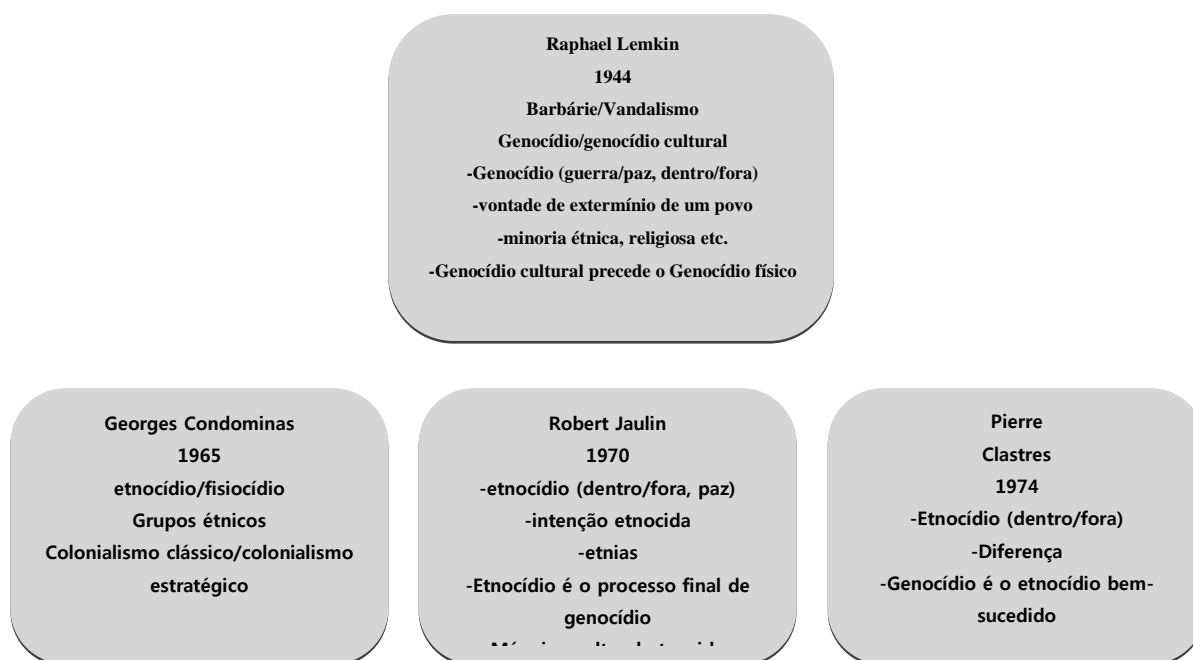 Raphael Lemkin
1944
Barbárie/Vandalismo
Genocídio/genocídio cultural
-Genocídio (guerra/paz, dentro/fora)
-vontade de extermínio de um povo
-minoria étnica, religiosa etc.
-Genocídio cultural precede o Genocídio físico
Georges Condominas
1965
etnocídio/fisiocídio
Grupos étnicos
Colonialismo clássico/colonialismo
estratégico
Robert Jaulin
1970
-etnocídio (dentro/fora, paz)
-intenção etnocida
-etnias
-Etnocídio é o processo final de
genocídio
Pierre
Clastres
1974
-Etnocídio (dentro/fora)
-Diferença
-Genocídio é o etnocídio bem-
sucedido